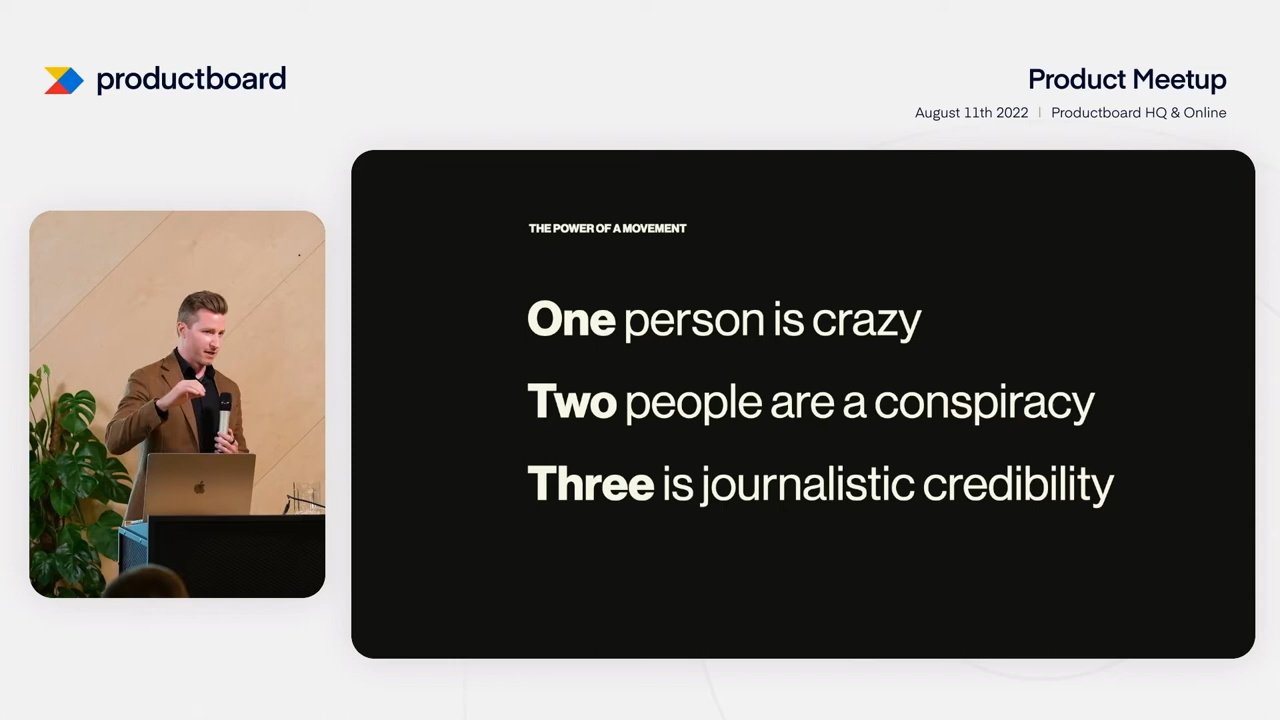 productboard
Product Meetup
August 11th 2022 | Productboard HQ & Online
THE POWER OF A MOVEMENT
One person is crazy
Two people are a conspiracy
Three is journalistic credibility